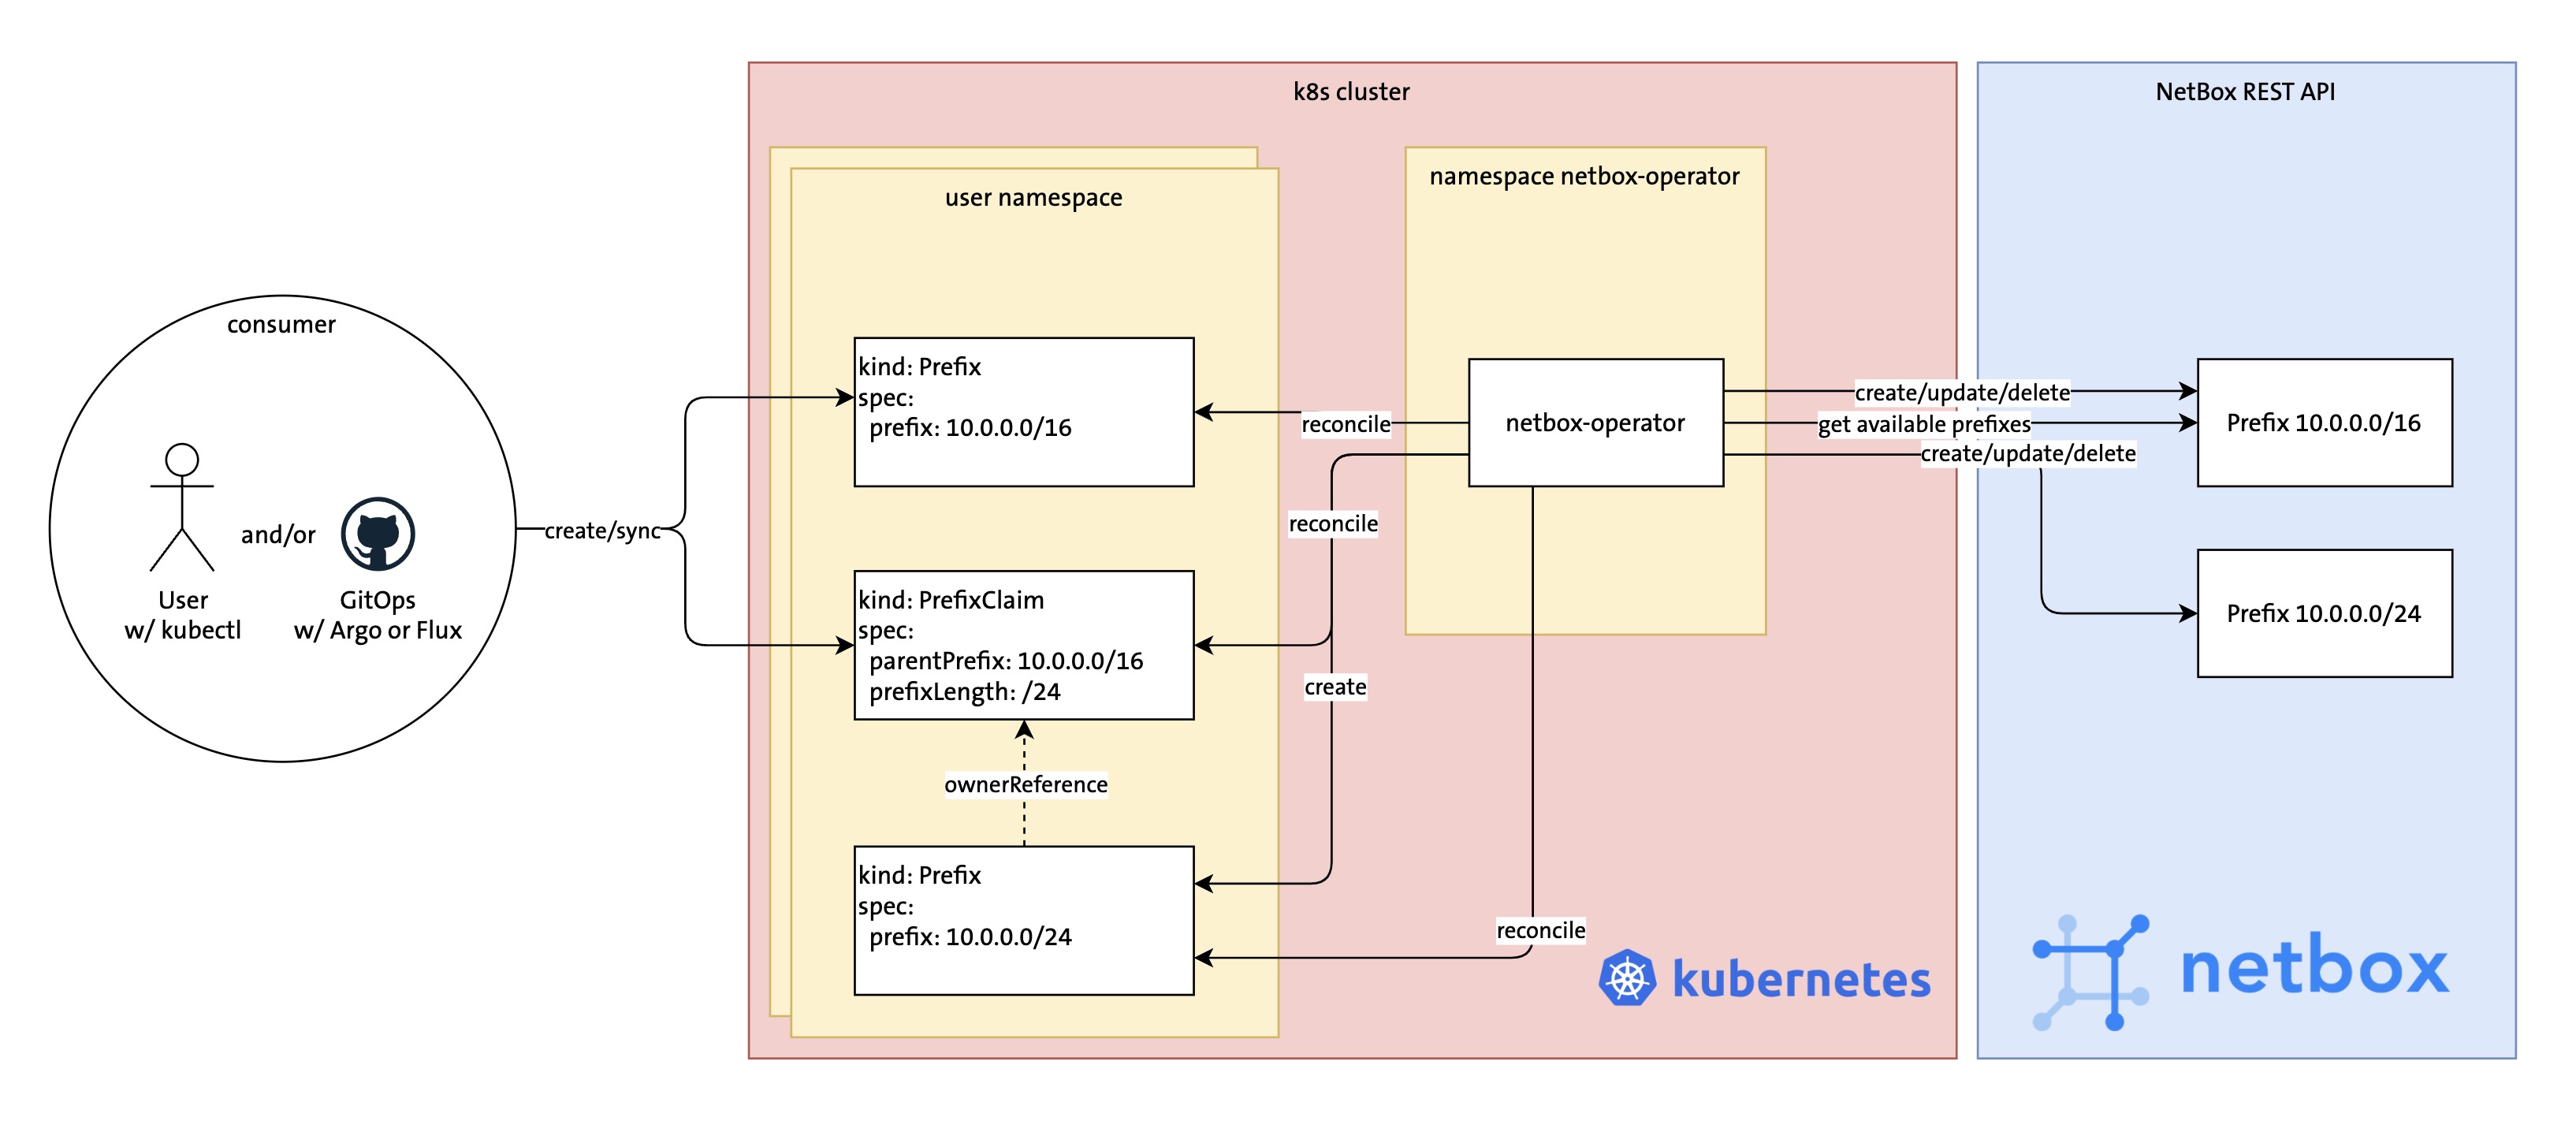 k8s cluster
NetBox REST API
user namespace
namespace netbox-operator
consumer
User
w/ kubectl
and/or
GitOps
w/ Argo or Flux
create/sync
kind: Prefix
spec:
prefix: 10.0.0.0/16
kind: PrefixClaim
spec:
parentPrefix: 10.0.0.0/16
prefixLength: /24
ownerReference
kind: Prefix
spec:
prefix: 10.0.0.0/24
reconcile
reconcile
create
reconcile
netbox-operator
create/update/delete
get available prefixes
create/update/delete
Prefix 10.0.0.0/16
Prefix 10.0.0.0/24
kubernetes
netbox